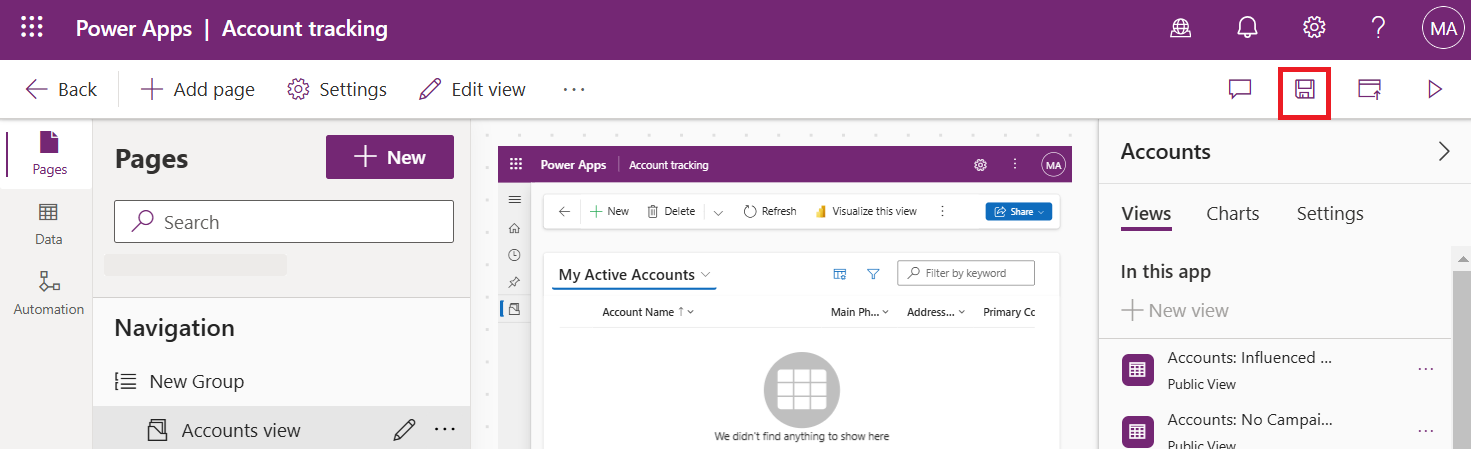 Power Apps | Account tracking
MA
Back
Add page
Settings
Edit view
...
Pages
Data
Automation
Pages
New
Search
Navigation
New Group
Accounts view
...
Power Apps
Account tracking
MA
New
Delete
Refresh
Visualize this view
Share
My Active Accounts
Filter by keyword
Account Name
Main Ph...
Address...
Primary Co
We didn't find anything to show here
Accounts
Views
Charts
Settings
In this app
New view
Accounts: Influenced ...
Public View
...
Accounts: No Campai...
Public View
...